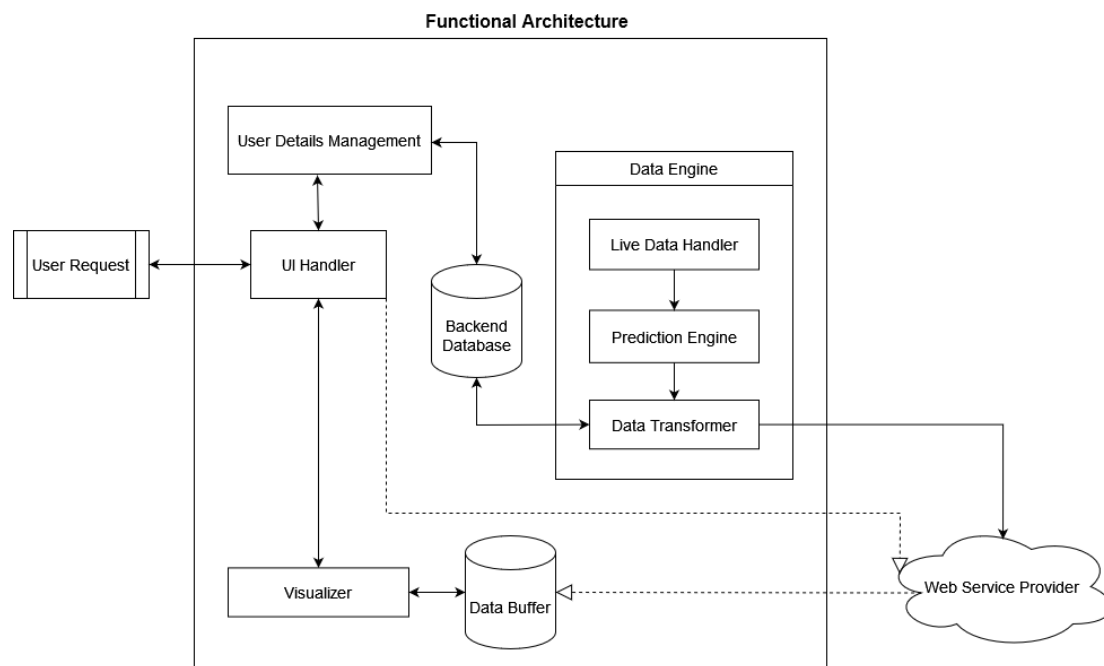 Functional Architecture
User Details Management
Data Engine
Live Data Handler
User Request
UI Handler
Backend
Database
Prediction Engine
Data Transformer
Visualizer
Data Buffer
Web Service Provider